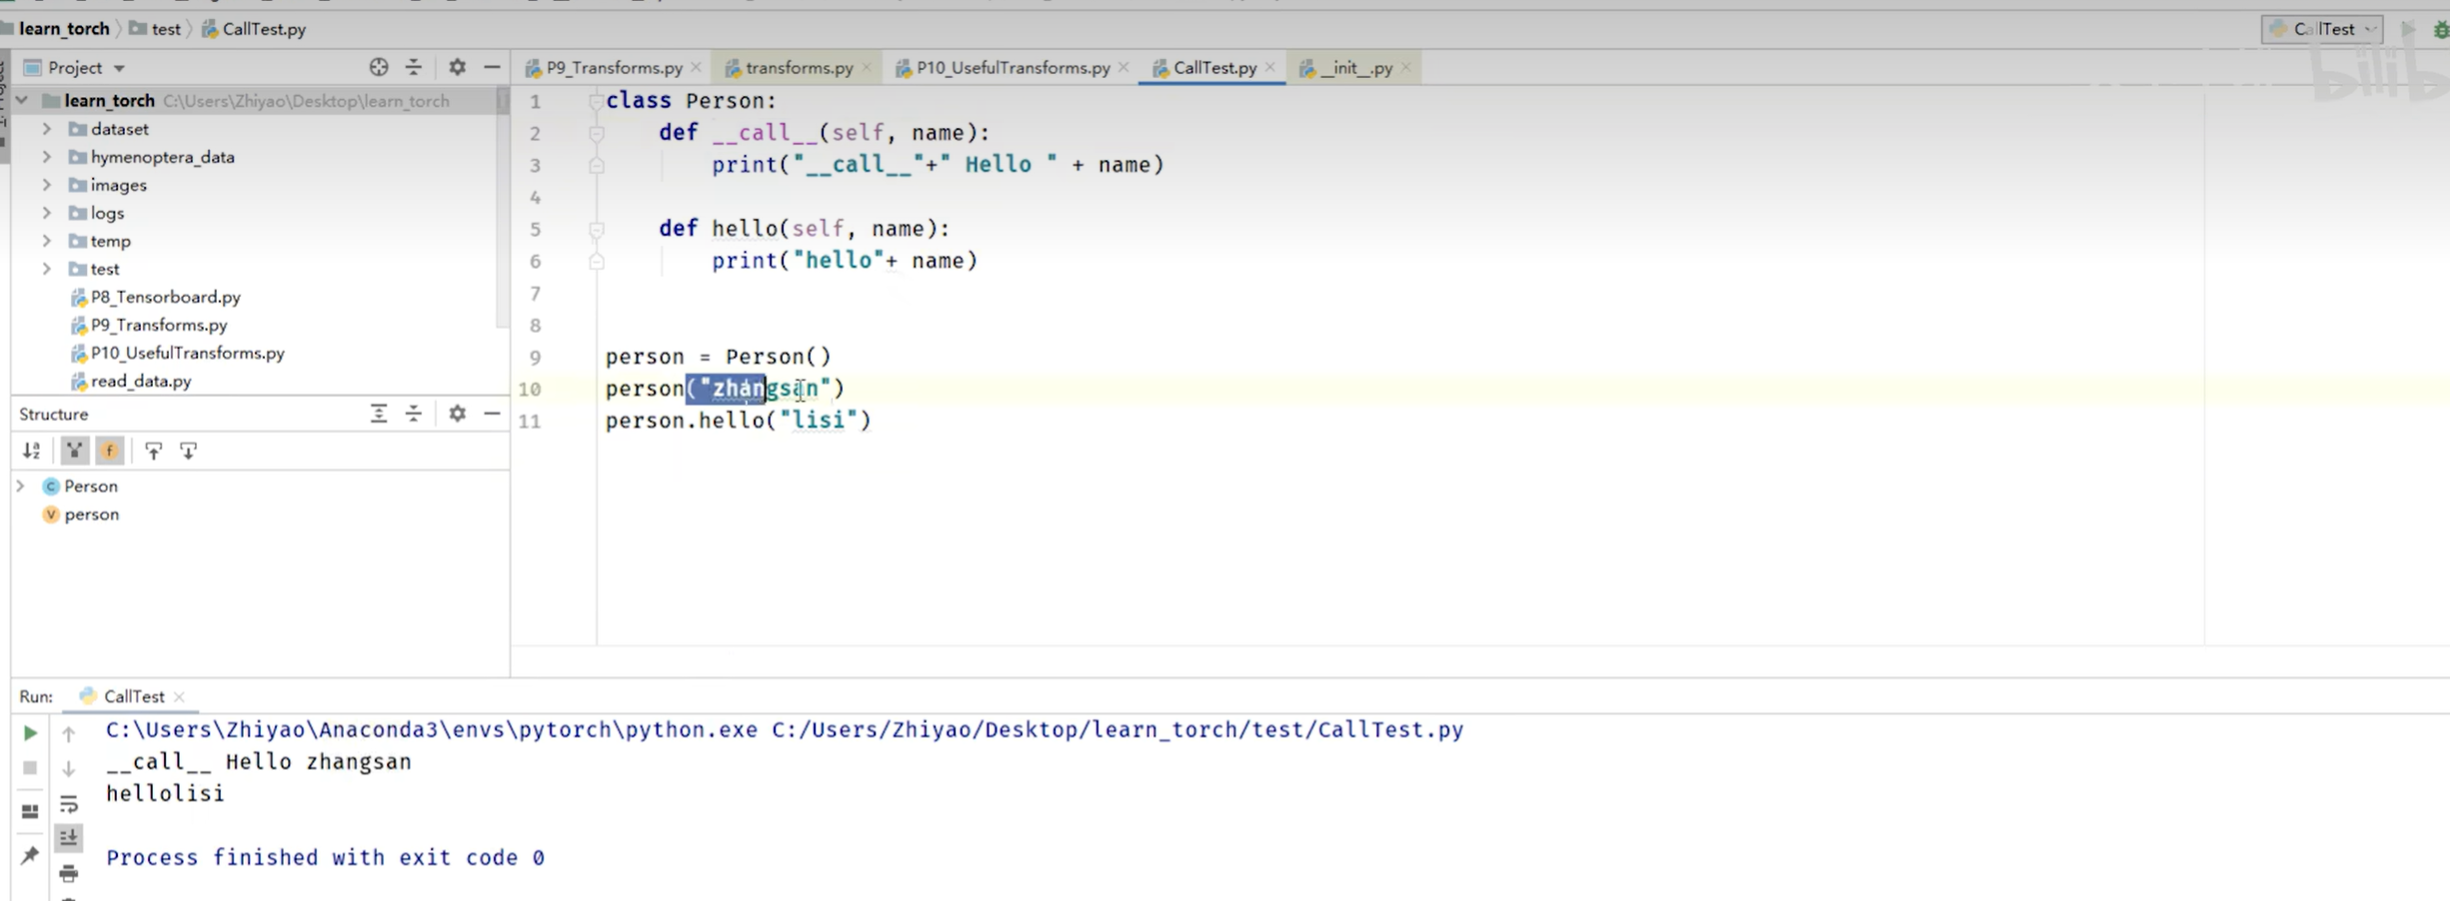 learn_torch test CallTest.py
CallTest
Project
P9_Transforms.py transforms.py P10_UsefulTransforms.py CallTest.py __init__.py
bilib
learn_torch C:\Users\Zhiyao\Desktop\learn_torch
dataset
hymenoptera_data
images
logs
temp
test
P8_Tensorboard.py
P9_Transforms.py
P10_UsefulTransforms.py
read_data.py
Structure
Person
person
1 class Person:
2     def __call__(self, name):
3         print("__call__"+" Hello " + name)
4
5     def hello(self, name):
6         print("hello"+ name)
7
8
9 person = Person()
10 person("zhangsan")
11 person.hello("lisi")
Run: CallTest
C:\Users\Zhiyao\Anaconda3\envs\pytorch\python.exe C:/Users/Zhiyao/Desktop/learn_torch/test/CallTest.py
__call__ Hello zhangsan
hellolisi
Process finished with exit code 0